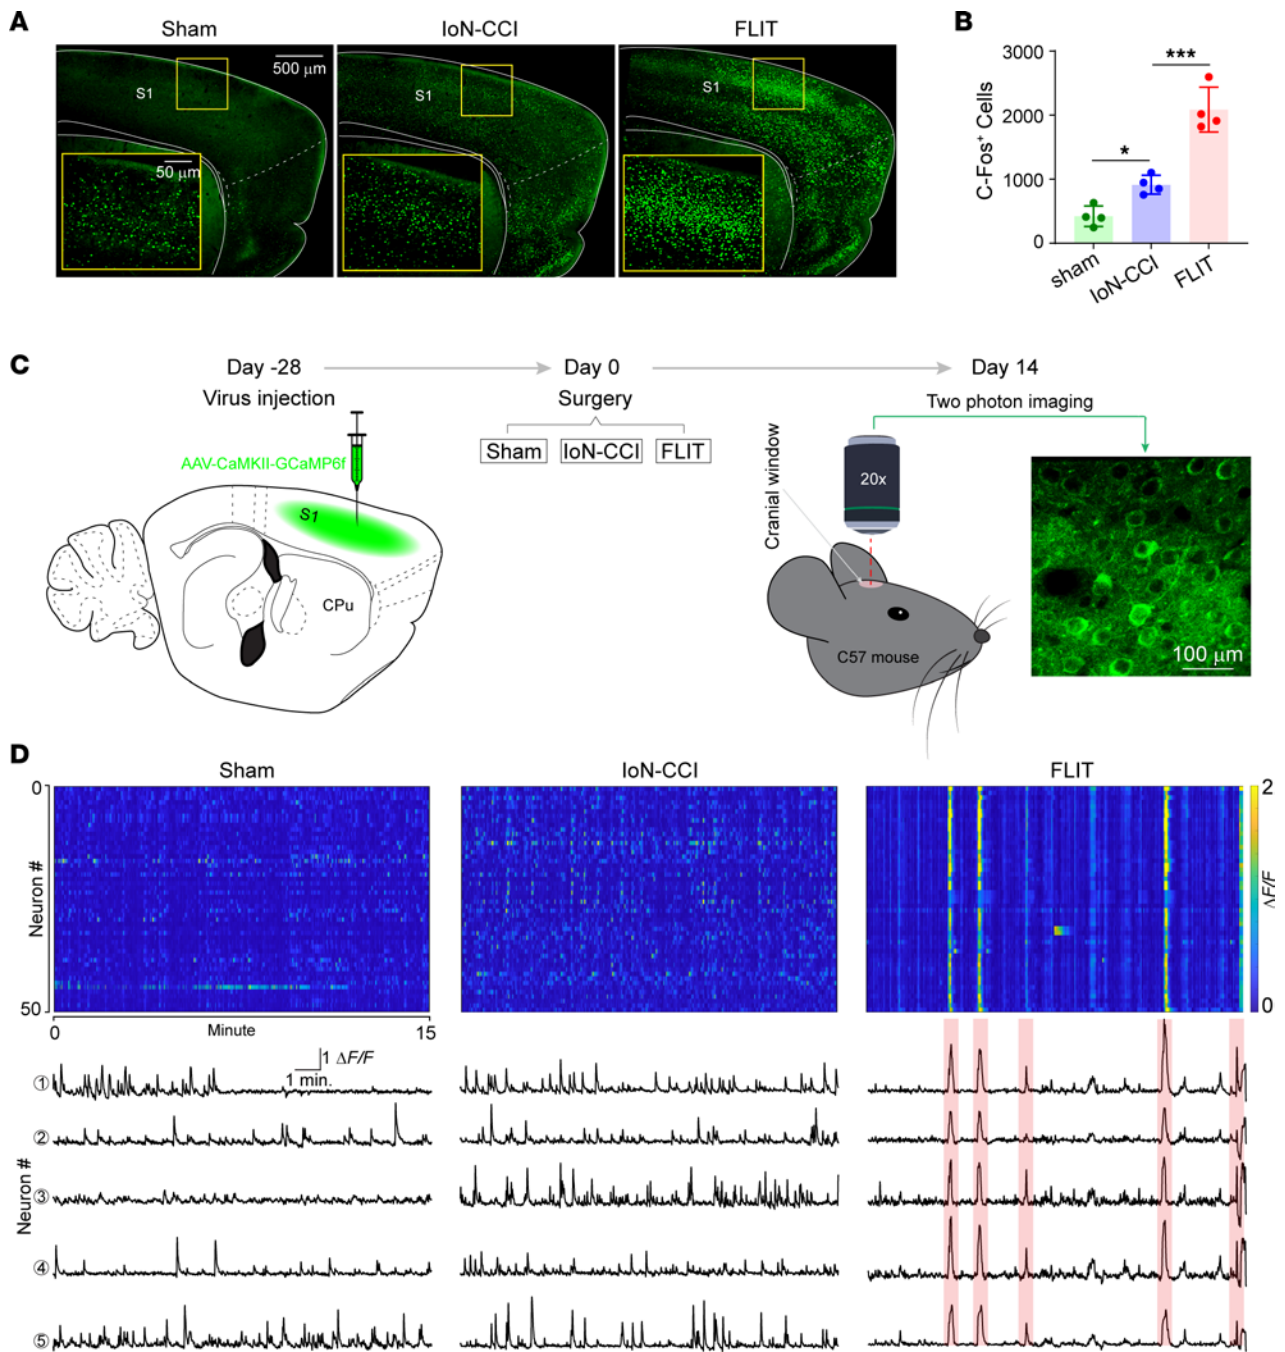 A
Sham
IoN-CCI
FLIT
500 µm
S1
S1
S1
50 µm
B
3000
2000
1000
0
C-Fos⁺ Cells
*
***
sham
IoN-CCI
FLIT
C
Day -28
Day 0
Day 14
Virus injection
Surgery
Two photon imaging
Sham
IoN-CCI
FLIT
AAV-CaMKII-GCaMP6f
S1
CPu
Cranial window
20x
C57 mouse
100 µm
D
Sham
IoN-CCI
FLIT
0
50
Neuron #
0
Minute
15
2
0
ΔF/F
1 ΔF/F
1 min.
Neuron #
①
②
③
④
⑤